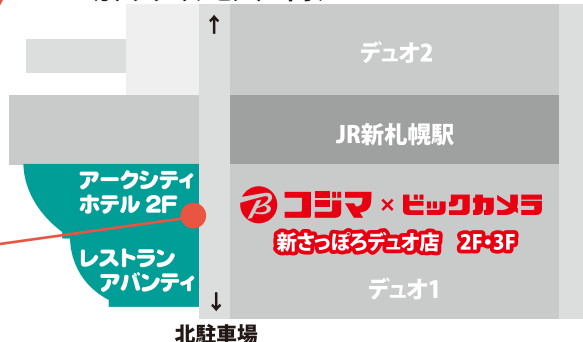 ↑
デュオ2
JR新札幌駅
アークシティ
ホテル 2F
コジマ×ビックカメラ
新さっぽろデュオ店 2F・3F
レストラン
アバンティ
デュオ1
↓
北駐車場